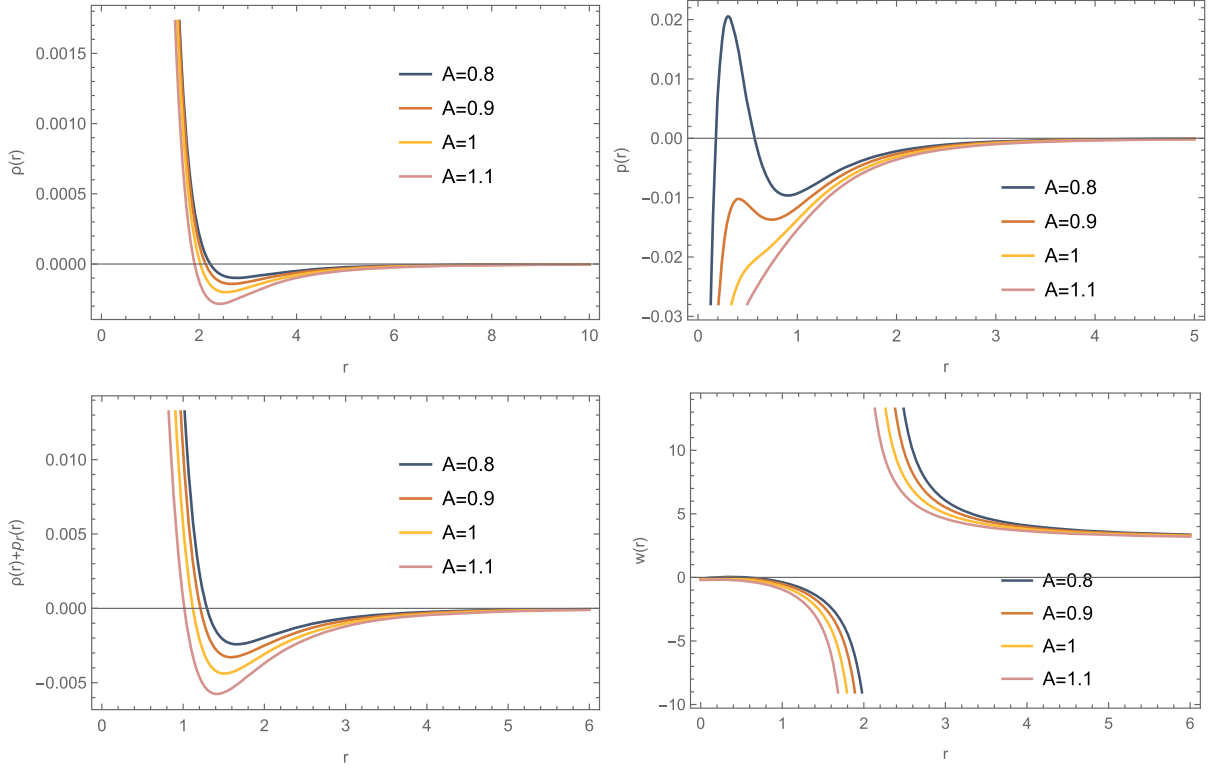 ρ(r)
0.0015
0.0010
0.0005
0.0000
0 2 4 6 8 10
r
A=0.8
A=0.9
A=1
A=1.1
p(r)
0.02
0.01
0.00
−0.01
−0.02
−0.03
0 1 2 3 4 5
r
A=0.8
A=0.9
A=1
A=1.1
ρ(r)+pr(r)
0.010
0.005
0.000
−0.005
0 1 2 3 4 5 6
r
A=0.8
A=0.9
A=1
A=1.1
w(r)
10
5
0
−5
−10
0 1 2 3 4 5 6
r
A=0.8
A=0.9
A=1
A=1.1